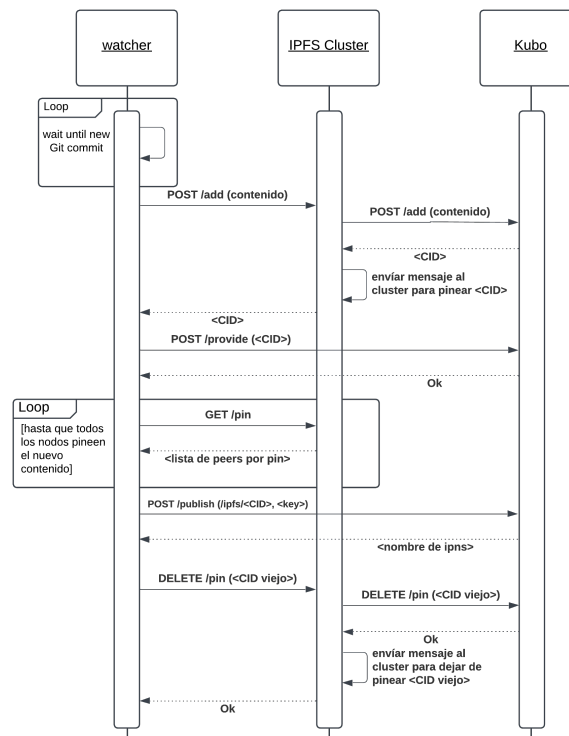 watcher
IPFS Cluster
Kubo
Loop
wait until new
Git commit
POST /add (contenido)
POST /add (contenido)
<CID>
envíar mensaje al
cluster para pinear <CID>
<CID>
POST /provide (<CID>)
Ok
Loop
[hasta que todos
los nodos pineen
el nuevo
contenido]
GET /pin
<lista de peers por pin>
POST /publish (/ipfs/<CID>, <key>)
<nombre de ipns>
DELETE /pin (<CID viejo>)
DELETE /pin (<CID viejo>)
Ok
envíar mensaje al
cluster para dejar de
pinear <CID viejo>
Ok